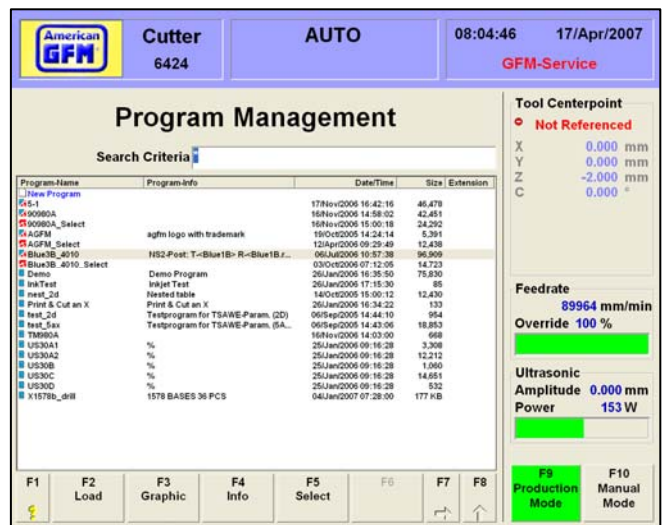 American
GFM
Cutter
6424
AUTO
08:04:46 17/Apr/2007
GFM-Service
Program Management
Search Criteria *
Program-Name Program-Info Date/Time Size Extension
New Program
5-1 17/Nov/2006 16:42:16 46,478
90980A 16/Nov/2006 14:58:02 42,451
90980A_Select 16/Nov/2006 15:00:18 24,292
AGFM agfm logo with trademark 19/Oct/2005 14:24:14 5,391
AGFM_Select 12/Apr/2006 09:29:49 12,438
Blue3B_4010 NS2-Post: T-<Blue1B> R-<Blue1B.r... 06/Jul/2006 10:57:38 96,909
Blue3B_4010_Select 03/Oct/2006 07:12:05 14,723
Demo Demo Program 26/Jan/2006 16:35:50 75,830
InkTest Inkjet Test 26/Jan/2006 17:15:30 85
nest_2d Nested table 14/Oct/2005 15:00:12 12,430
Print & Cut an X Print & Cut an X 26/Jan/2006 16:34:22 133
test_2d Testprogram for TSAWE-Param. (2D) 06/Sep/2005 14:44:10 954
test_5ax Testprogram for TSAWE-Param. (5A... 06/Sep/2005 14:43:06 18,853
TM980A 16/Nov/2006 14:03:00 668
US30A1 % 25/Jan/2006 09:16:28 3,308
US30A2 % 25/Jan/2006 09:16:28 12,212
US30B % 25/Jan/2006 09:16:28 1,060
US30C % 25/Jan/2006 09:16:28 14,651
US30D % 25/Jan/2006 09:16:28 532
X1578b_drill 1578 BASES 36 PCS 04/Jan/2007 07:28:00 177 KB
Tool Centerpoint
Not Referenced
X 0.000 mm
Y 0.000 mm
Z -2.000 mm
C 0.000 °
Feedrate
89964 mm/min
Override 100 %
Ultrasonic
Amplitude 0.000 mm
Power 153 W
F1
F2 Load
F3 Graphic
F4 Info
F5 Select
F6
F7
F8
F9 Production Mode
F10 Manual Mode